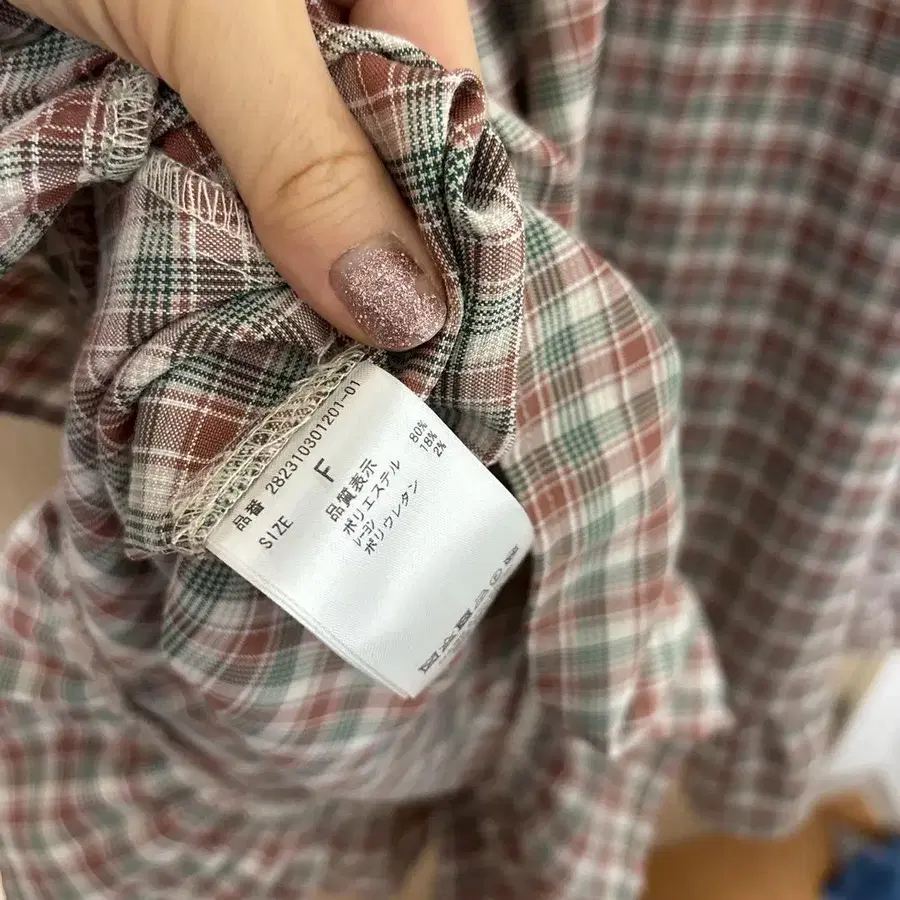 品番 282310301201-01
SIZE F
品質表示
ポリエステル 80%
レーヨン 18%
ポリウレタン 2%